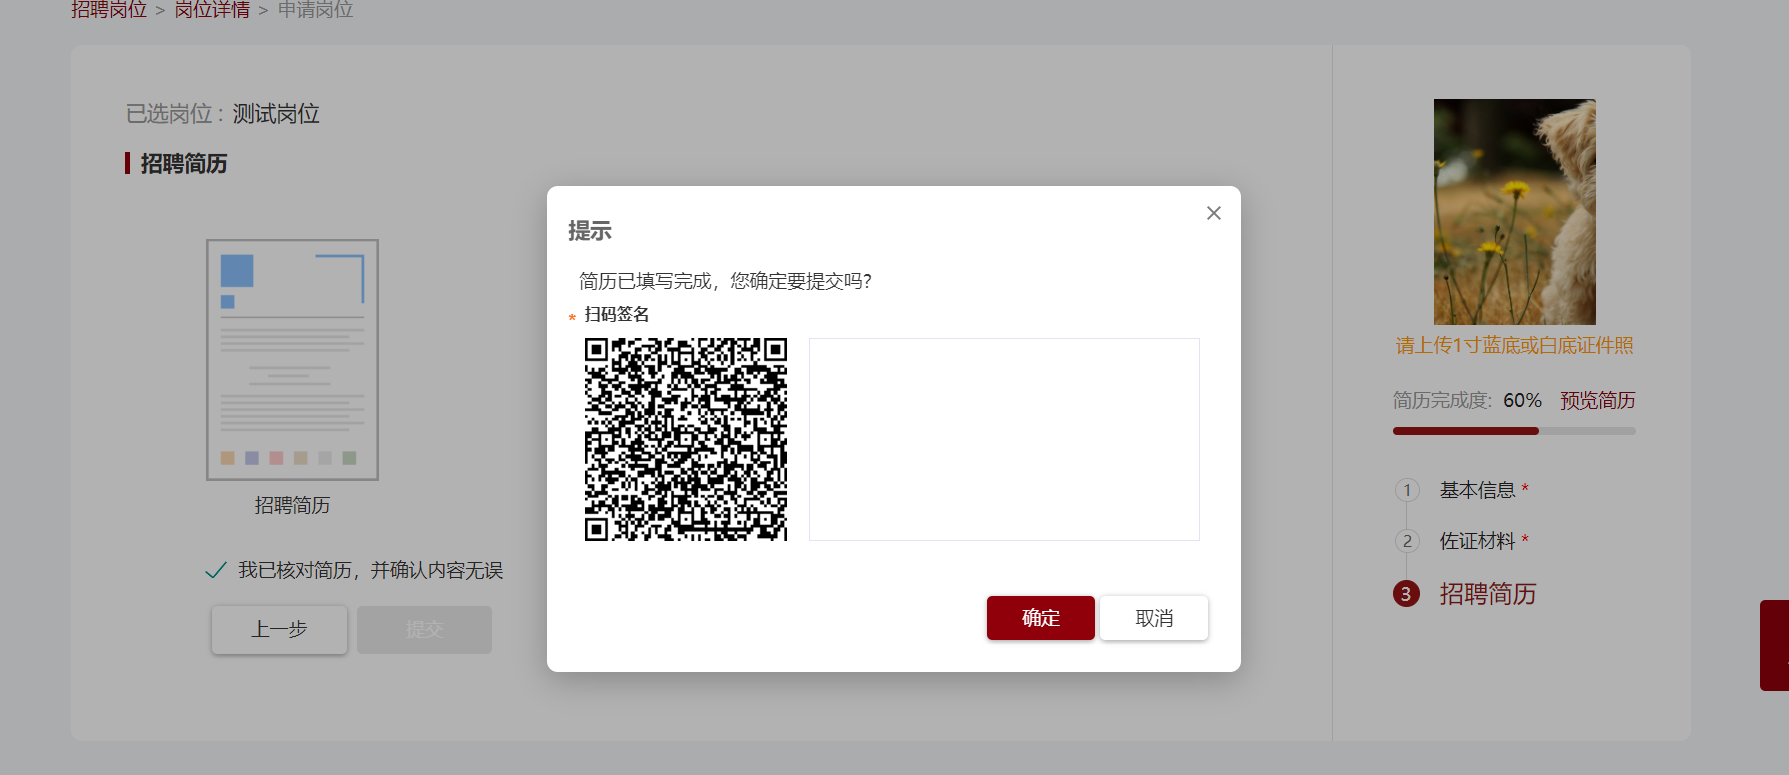 招聘岗位 > 岗位详情 > 申请岗位
已选岗位 : 测试岗位
招聘简历
招聘简历
我已核对简历，并确认内容无误
上一步 提交
提示
简历已填写完成，您确定要提交吗?
* 扫码签名
确定 取消
请上传1寸蓝底或白底证件照
简历完成度: 60% 预览简历
1 基本信息 *
2 佐证材料 *
3 招聘简历